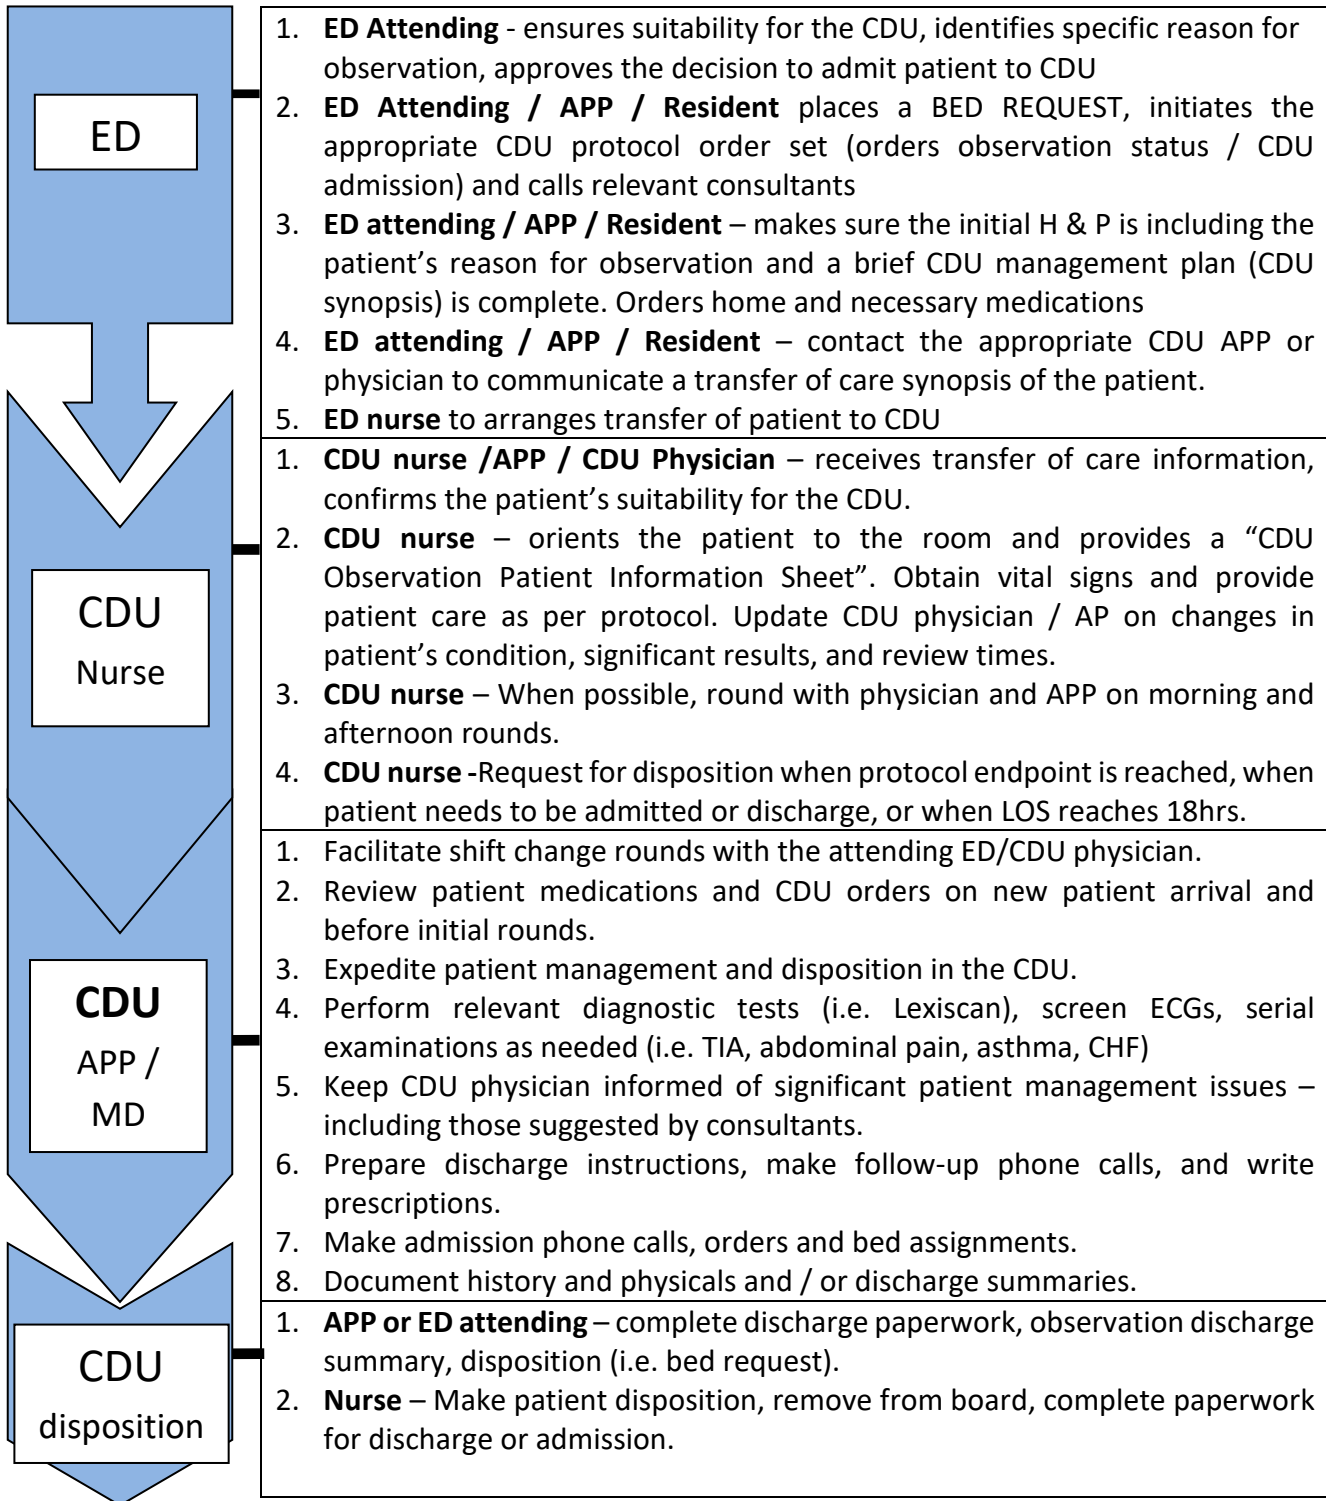 ED
1. ED Attending - ensures suitability for the CDU, identifies specific reason for
observation, approves the decision to admit patient to CDU
2. ED Attending / APP / Resident places a BED REQUEST, initiates the
appropriate CDU protocol order set (orders observation status / CDU
admission) and calls relevant consultants
3. ED attending / APP / Resident – makes sure the initial H & P is including the
patient’s reason for observation and a brief CDU management plan (CDU
synopsis) is complete. Orders home and necessary medications
4. ED attending / APP / Resident – contact the appropriate CDU APP or
physician to communicate a transfer of care synopsis of the patient.
5. ED nurse to arranges transfer of patient to CDU
CDU
Nurse
1. CDU nurse /APP / CDU Physician – receives transfer of care information,
confirms the patient’s suitability for the CDU.
2. CDU nurse – orients the patient to the room and provides a “CDU
Observation Patient Information Sheet”. Obtain vital signs and provide
patient care as per protocol. Update CDU physician / AP on changes in
patient’s condition, significant results, and review times.
3. CDU nurse – When possible, round with physician and APP on morning and
afternoon rounds.
4. CDU nurse -Request for disposition when protocol endpoint is reached, when
patient needs to be admitted or discharge, or when LOS reaches 18hrs.
CDU
APP /
MD
1. Facilitate shift change rounds with the attending ED/CDU physician.
2. Review patient medications and CDU orders on new patient arrival and
before initial rounds.
3. Expedite patient management and disposition in the CDU.
4. Perform relevant diagnostic tests (i.e. Lexiscan), screen ECGs, serial
examinations as needed (i.e. TIA, abdominal pain, asthma, CHF)
5. Keep CDU physician informed of significant patient management issues –
including those suggested by consultants.
6. Prepare discharge instructions, make follow-up phone calls, and write
prescriptions.
7. Make admission phone calls, orders and bed assignments.
8. Document history and physicals and / or discharge summaries.
CDU
disposition
1. APP or ED attending – complete discharge paperwork, observation discharge
summary, disposition (i.e. bed request).
2. Nurse – Make patient disposition, remove from board, complete paperwork
for discharge or admission.